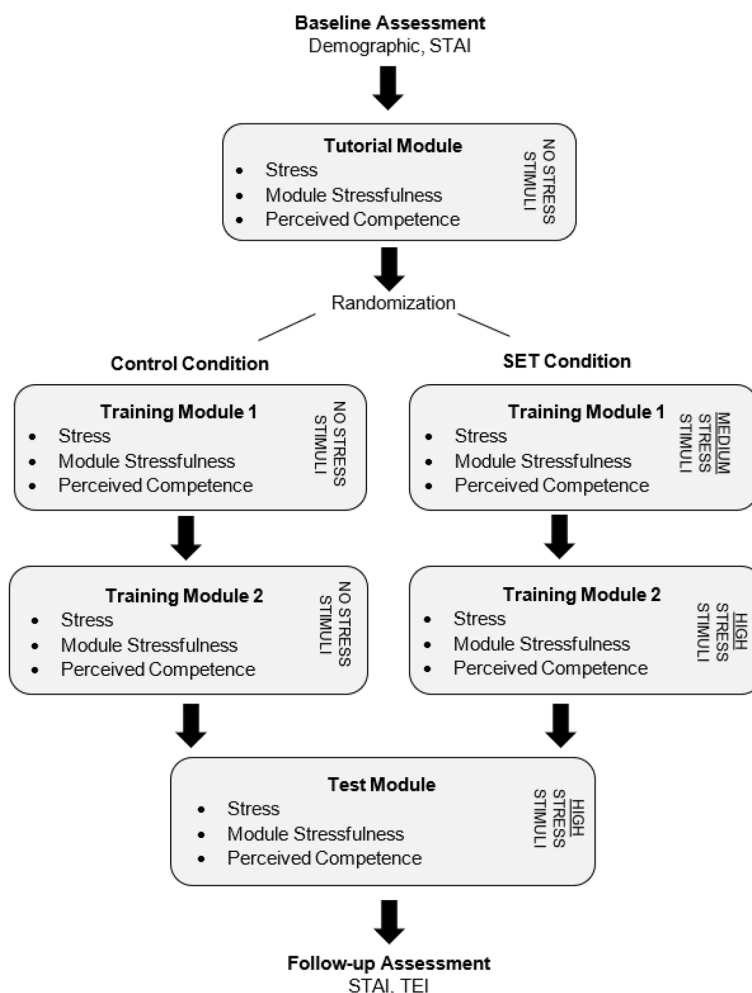 Baseline Assessment
Demographic, STAI
Tutorial Module
• Stress
• Module Stressfulness
• Perceived Competence
NO STRESS
STIMULI
Randomization
Control Condition
Training Module 1
• Stress
• Module Stressfulness
• Perceived Competence
NO STRESS
STIMULI
Training Module 2
• Stress
• Module Stressfulness
• Perceived Competence
NO STRESS
STIMULI
SET Condition
Training Module 1
• Stress
• Module Stressfulness
• Perceived Competence
MEDIUM
STRESS
STIMULI
Training Module 2
• Stress
• Module Stressfulness
• Perceived Competence
HIGH
STRESS
STIMULI
Test Module
• Stress
• Module Stressfulness
• Perceived Competence
HIGH
STRESS
STIMULI
Follow-up Assessment
STAI, TEI